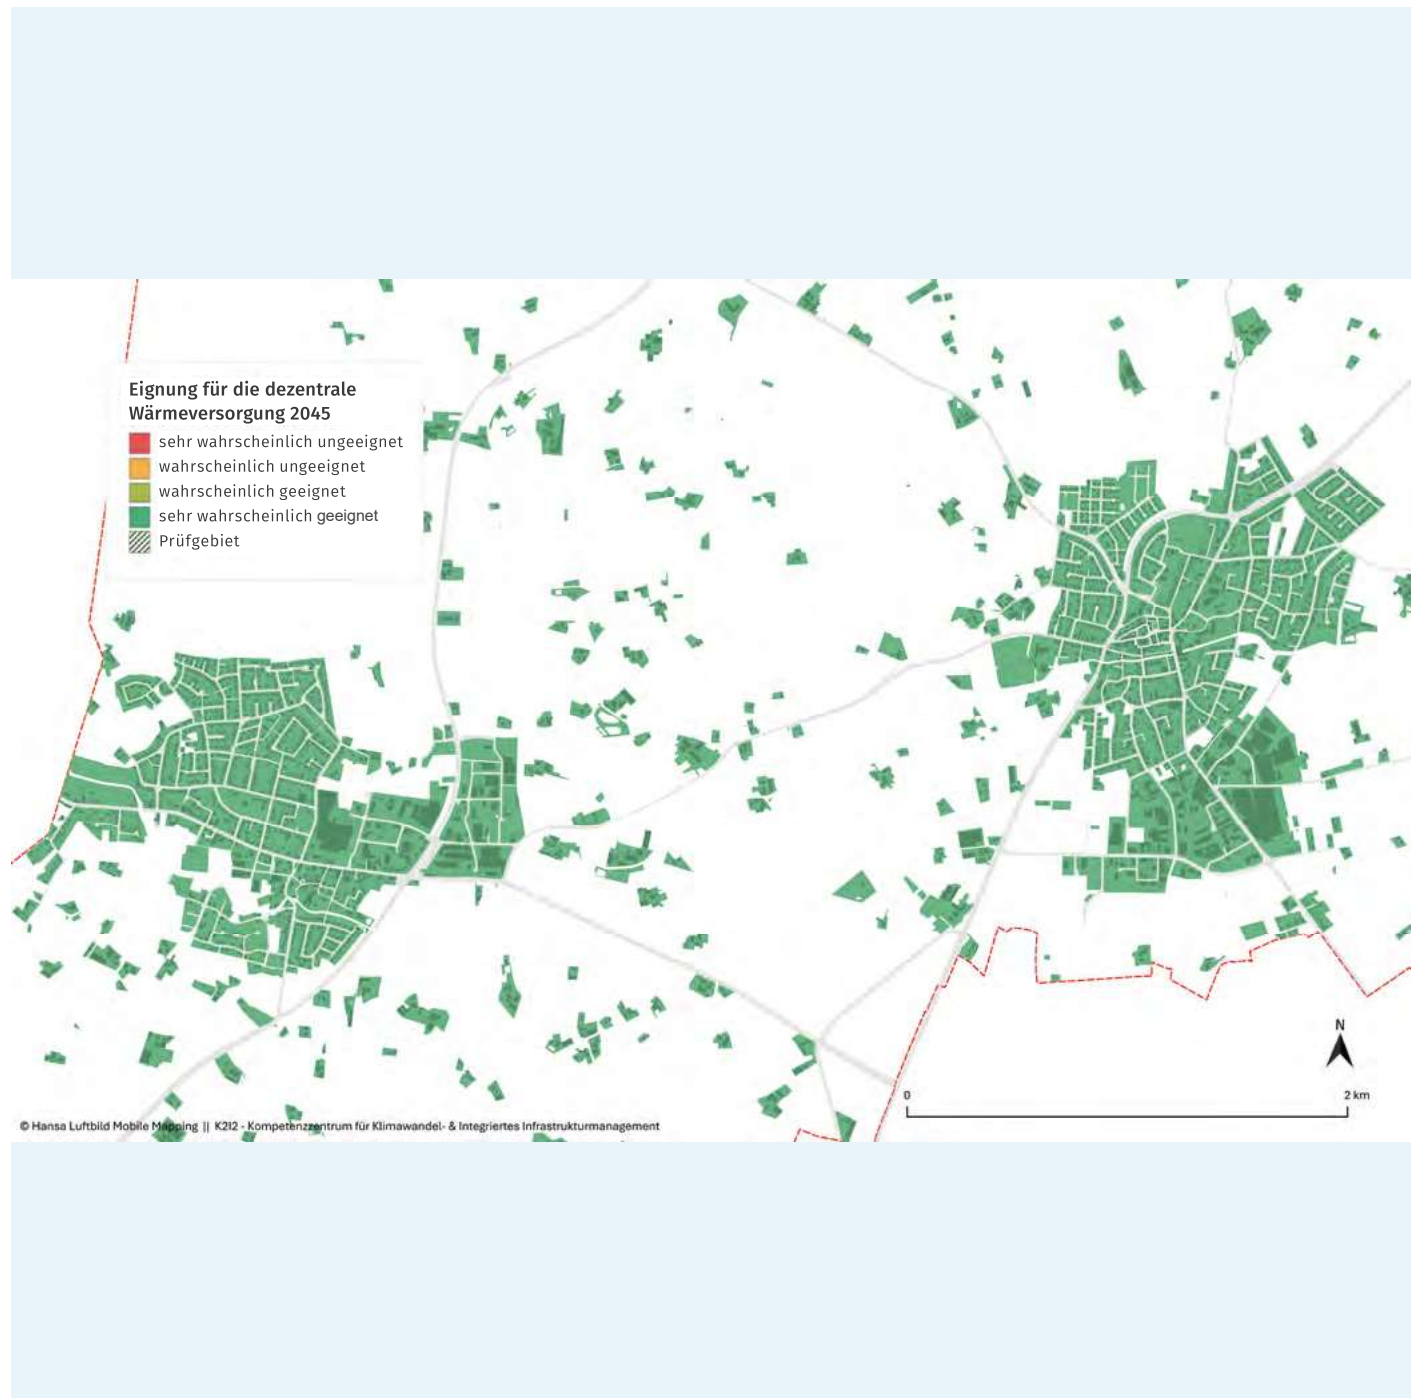 Eignung für die dezentrale
Wärmeversorgung 2045
sehr wahrscheinlich ungeeignet
wahrscheinlich ungeeignet
wahrscheinlich geeignet
sehr wahrscheinlich geeignet
Prüfgebiet
N
0 2 km
© Hansa Luftbild Mobile Mapping || K2I2 - Kompetenzzentrum für Klimawandel- & Integriertes Infrastrukturmanagement